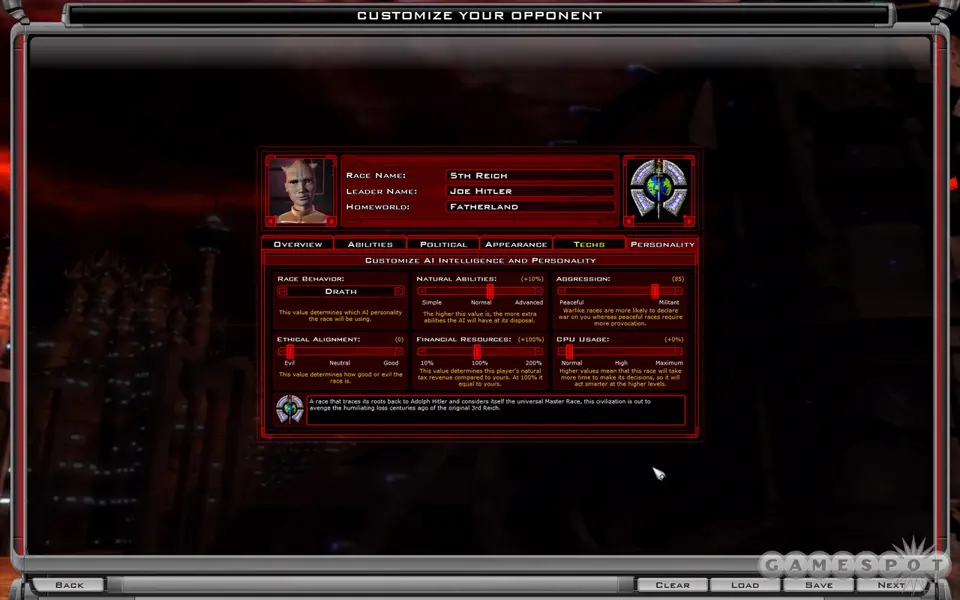 CUSTOMIZE YOUR OPPONENT
RACE NAME: 5TH REICH
LEADER NAME: JOE HITLER
HOMEWORLD: FATHERLAND
OVERVIEW ABILITIES POLITICAL APPEARANCE TECHS PERSONALITY
CUSTOMIZE AI INTELLIGENCE AND PERSONALITY
RACE BEHAVIOR:
DRATH
This value determines which AI personality
the race will be using.
NATURAL ABILITIES: (+10%)
Simple Normal Advanced
The higher this value is, the more extra
abilities the AI will have at its disposal.
AGGRESSION: (85)
Peaceful Militant
Warlike races are more likely to declare
war on you whereas peaceful races require
more provocation.
ETHICAL ALIGNMENT: (0)
Evil Neutral Good
This value determines how good or evil the
race is.
FINANCIAL RESOURCES: (+100%)
10% 100% 200%
This value determines this player's natural
tax revenue compared to yours. At 100% it
equal to yours.
CPU USAGE: (+0%)
Normal High Maximum
Higher values mean that this race will take
more time to make its decisions, so it will
act smarter at the higher levels.
A race that traces its roots back to Adolph Hitler and considers itself the universal Master Race, this civilization is out to
avenge the humiliating loss centuries ago of the original 3rd Reich.
GAMESPOT
BACK CLEAR LOAD SAVE NEXT